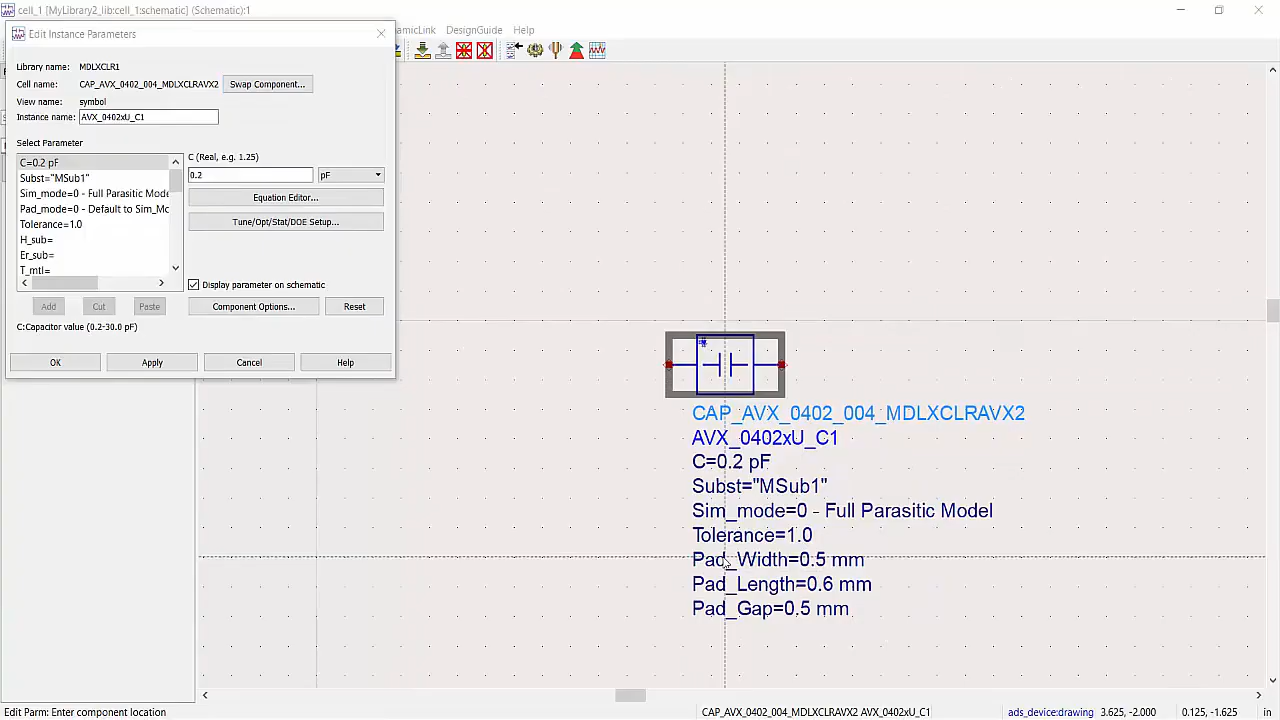 cell_1 [MyLibrary2_lib:cell_1:schematic] (Schematic):1
Edit Instance Parameters
DesignGuide
Help
Library name: MDLXCLR1
CAP_AVX_0402_004_MDLXCLRAVX2
Swap Component...
View name: symbol
Instance name: AVX_0402xU_C1
Select Parameter
C=0.2 pF
Subst="MSub1"
Sim_mode=0 - Full Parasitic Mode
Pad_mode=0 - Default to Sim_Mo
Tolerance=1.0
H_sub=
Er_sub=
T_mtl=
Add
Cut
Paste
C (Real, e.g. 1.25)
0.2
pF
Equation Editor...
Tune/Opt/Stat/DOE Setup...
Display parameter on schematic
Component Options...
Reset
C:Capacitor value (0.2-30.0 pF)
OK
Apply
Cancel
Help
CAP_AVX_0402_004_MDLXCLRAVX2
AVX_0402xU_C1
C=0.2 pF
Subst="MSub1"
Sim_mode=0 - Full Parasitic Model
Tolerance=1.0
Pad_Width=0.5 mm
Pad_Length=0.6 mm
Pad_Gap=0.5 mm
Edit Parm: Enter component location
CAP_AVX_0402_004_MDLXCLRAVX2 AVX_0402xU_C1
ads_device:drawing
3.625, -2.000
0.125, -1.625
in